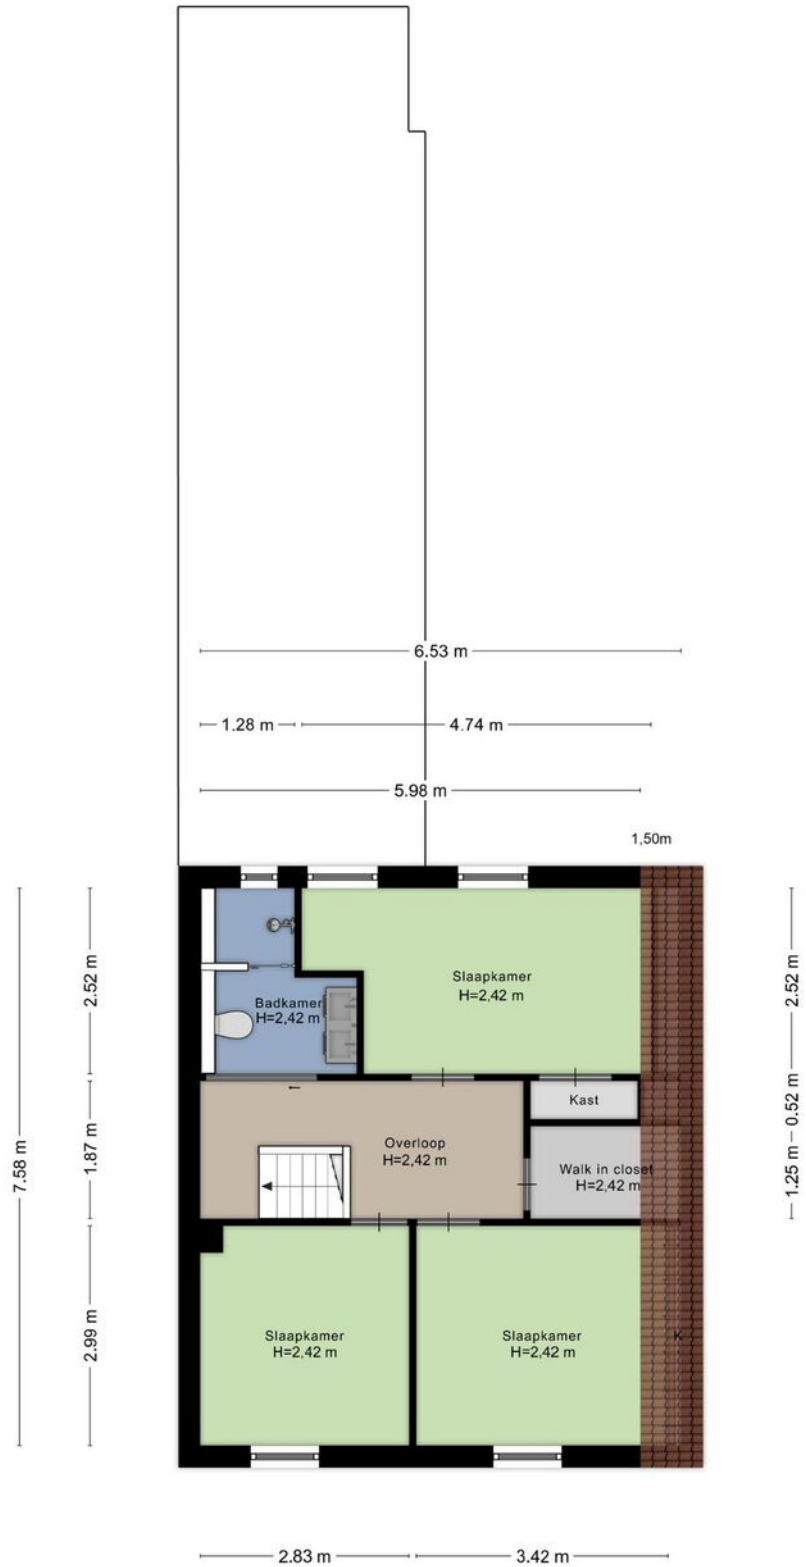 6.53 m
1.28 m
4.74 m
5.98 m
1,50m
2.52 m
2.52 m
Slaapkamer
H=2,42 m
Badkamer
H=2,42 m
Kast
0.52 m
Overloop
H=2,42 m
Walk in closet
H=2,42 m
1.87 m
1.25 m
7.58 m
2.99 m
Slaapkamer
H=2,42 m
Slaapkamer
H=2,42 m
K
2.83 m
3.42 m